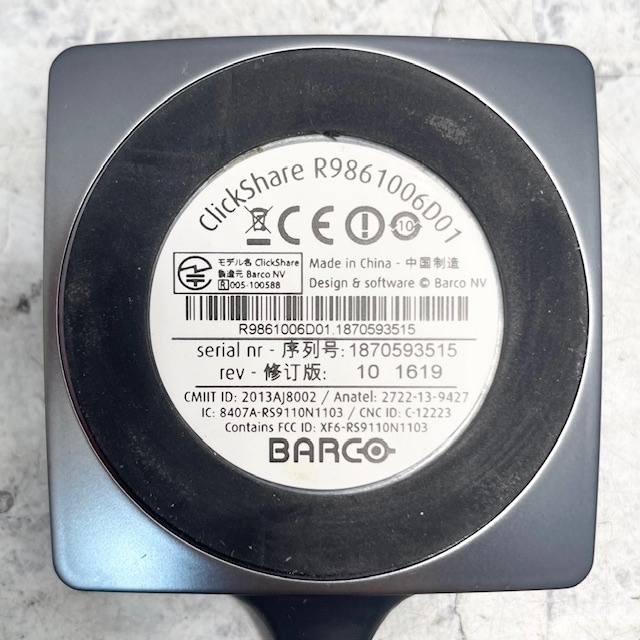 ClickShare R9861006D01
CE 10
モデル名 ClickShare
製造元 Barco NV
R 005-100588
Made in China - 中国制造
Design & software © Barco NV
R9861006D01.1870593515
serial nr - 序列号: 1870593515
rev - 修订版: 10 1619
CMIIT ID: 2013AJ8002 / Anatel: 2722-13-9427
IC: 8407A-RS9110N1103 / CNC ID: C-12223
Contains FCC ID: XF6-RS9110N1103
BARCO